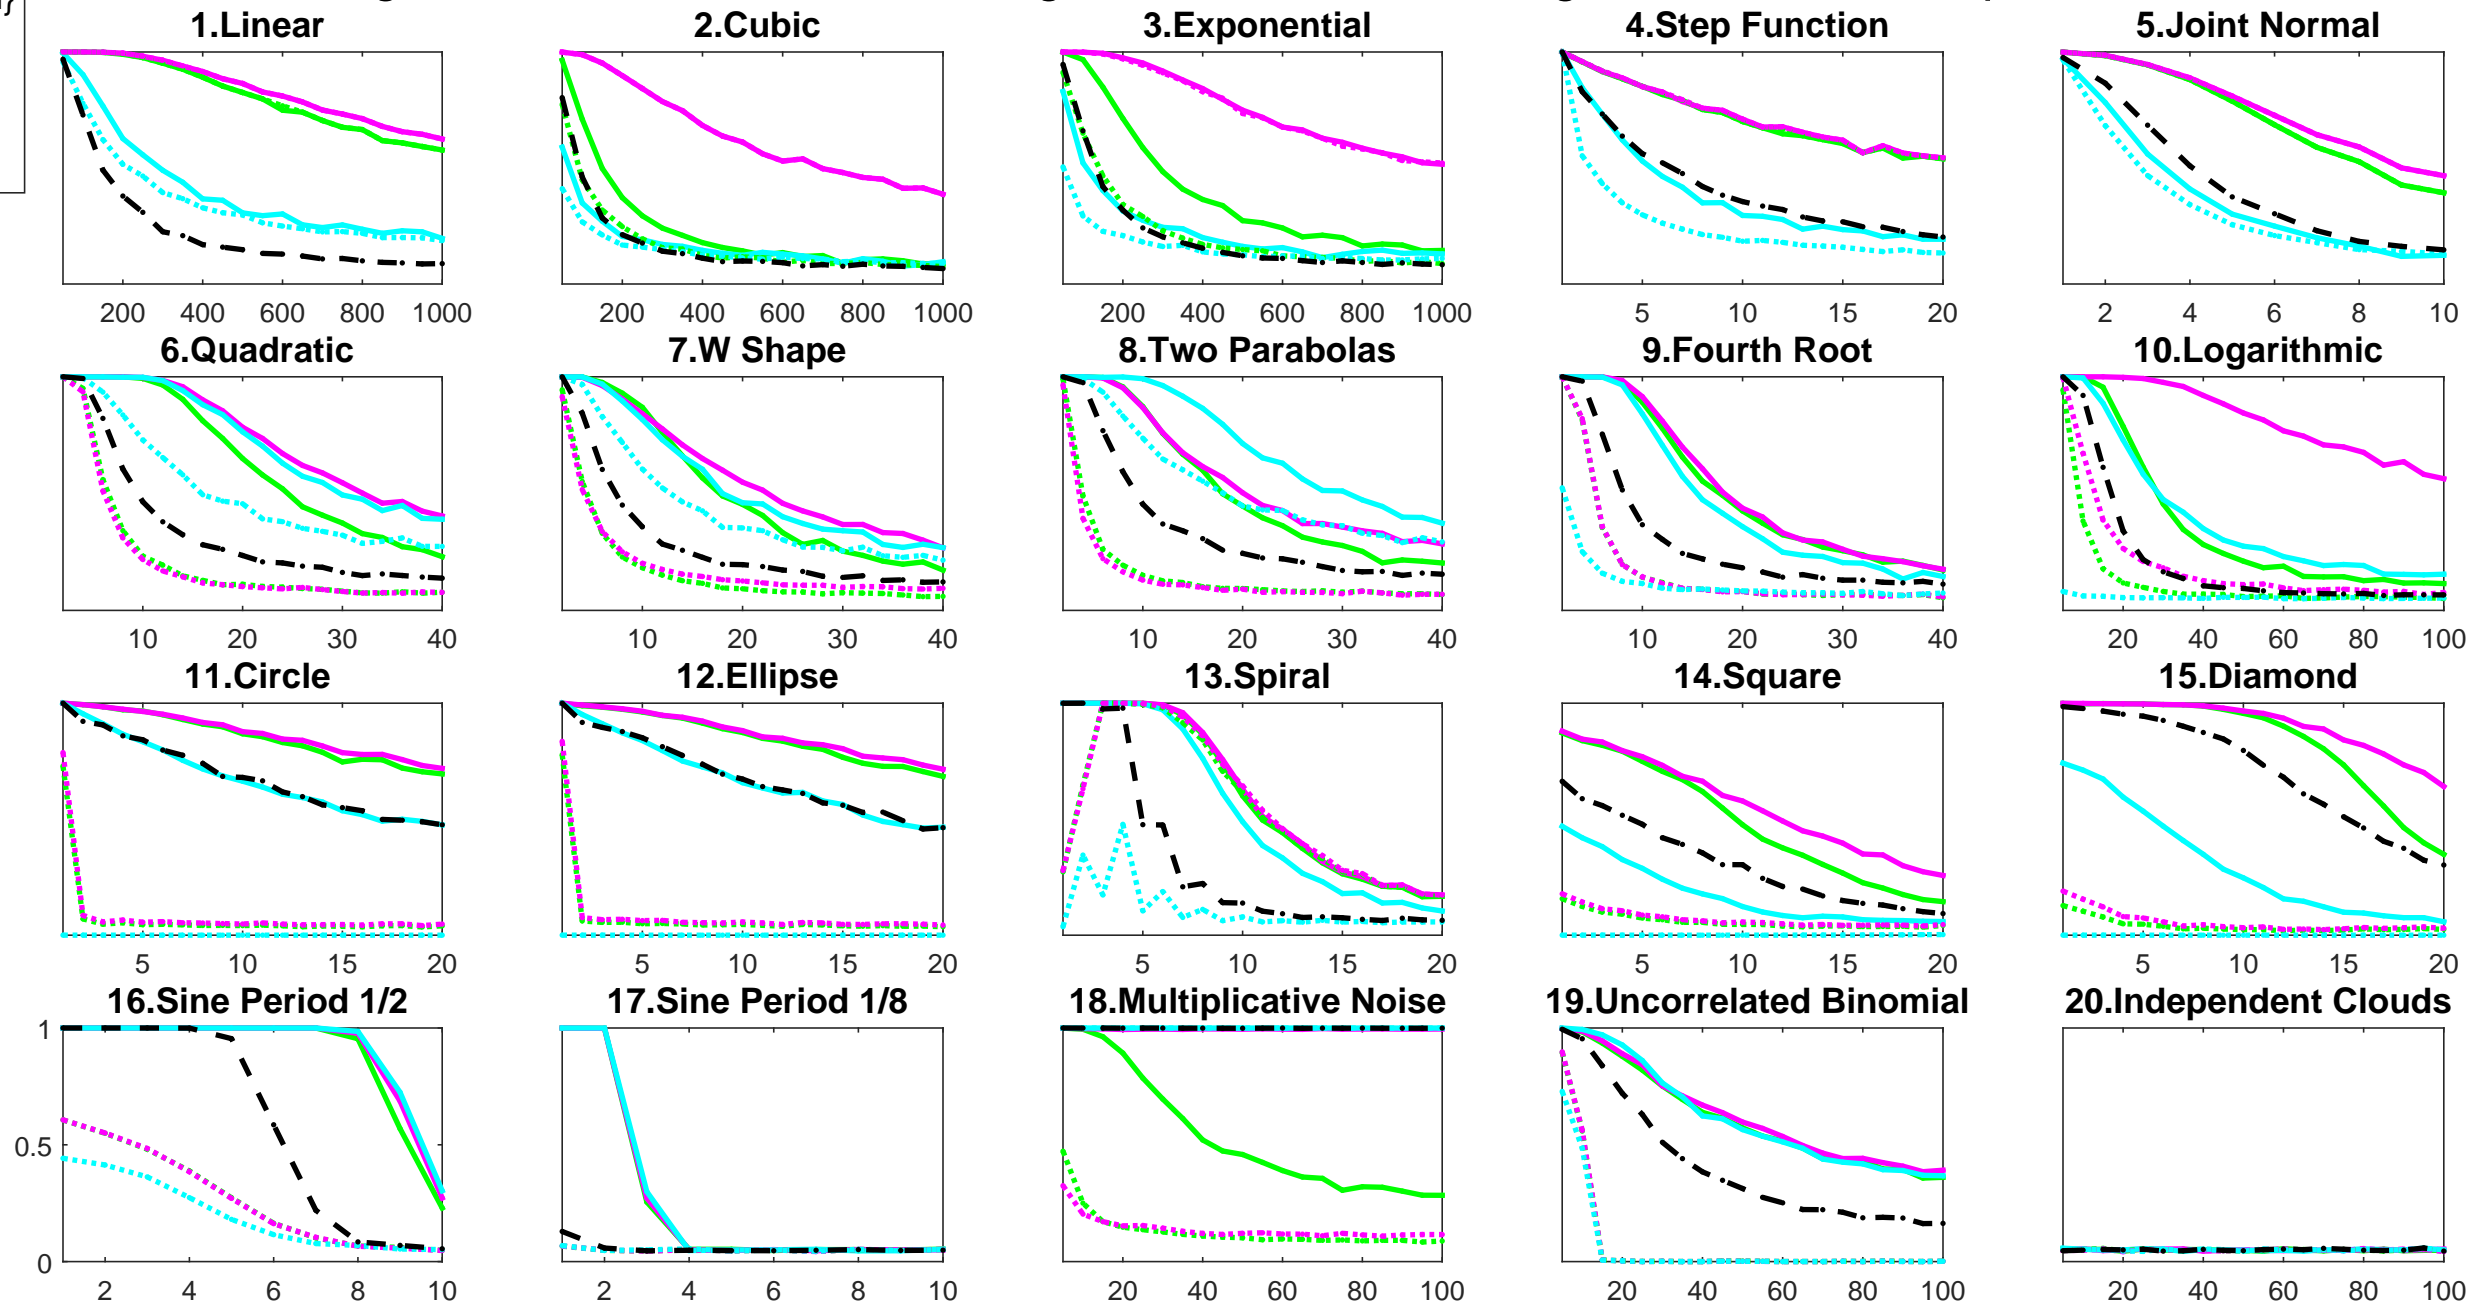 1.Linear 2.Cubic 3.Exponential 4.Step Function 5.Joint Normal
200 400 600 800 1000 200 400 600 800 1000 200 400 600 800 1000 5 10 15 20 2 4 6 8 10
6.Quadratic 7.W Shape 8.Two Parabolas 9.Fourth Root 10.Logarithmic
10 20 30 40 10 20 30 40 10 20 30 40 10 20 30 40 20 40 60 80 100
11.Circle 12.Ellipse 13.Spiral 14.Square 15.Diamond
5 10 15 20 5 10 15 20 5 10 15 20 5 10 15 20 5 10 15 20
16.Sine Period 1/2 17.Sine Period 1/8 18.Multiplicative Noise 19.Uncorrelated Binomial 20.Independent Clouds
1
0.5
0
2 4 6 8 10 2 4 6 8 10 20 40 60 80 100 20 40 60 80 100 20 40 60 80 100